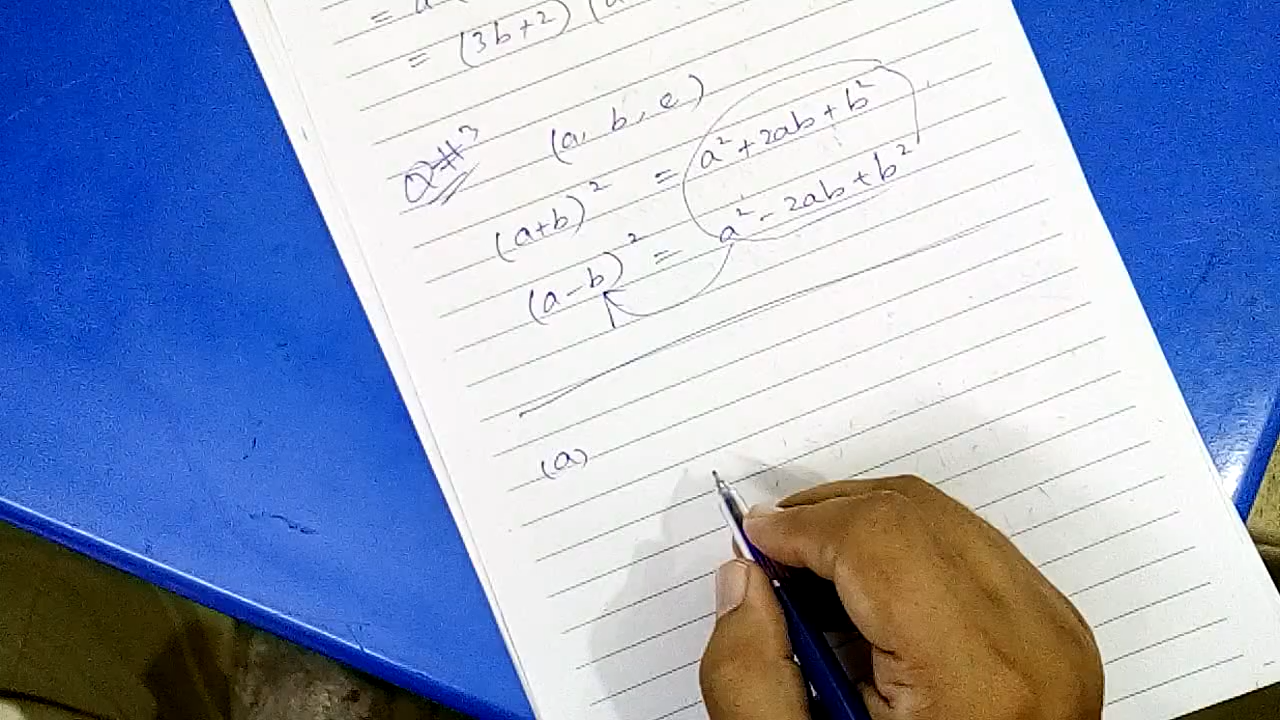 = a
= (3b+2) (a
Q#3 (a, b, e)
(a+b)² = a² + 2ab + b²
(a-b)² = a² - 2ab + b²
(a)